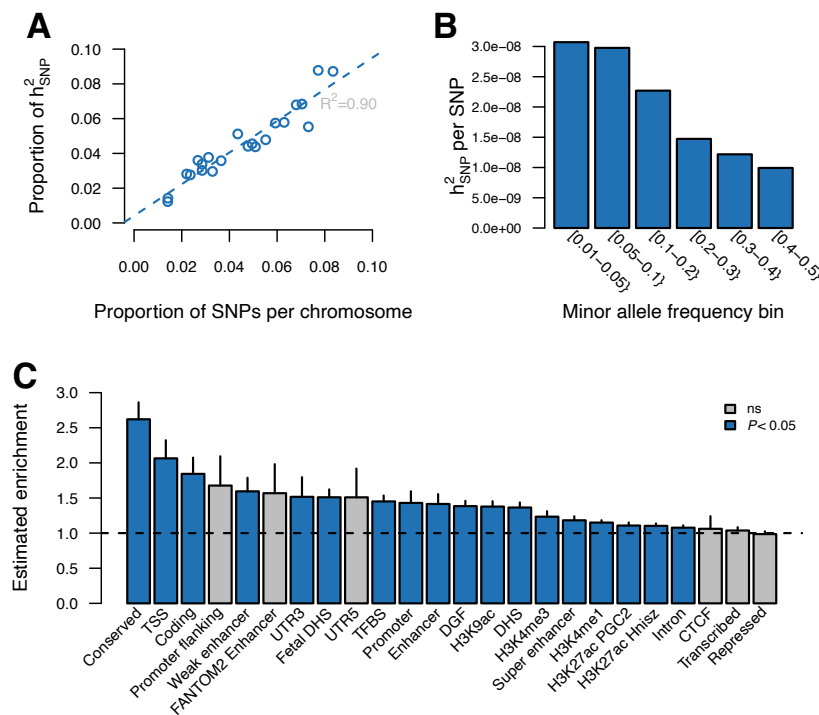 A
0.10
0.08
0.06
0.04
0.02
0.00
Proportion of h²SNP
R²=0.90
0.00 0.02 0.04 0.06 0.08 0.10
Proportion of SNPs per chromosome
B
3.0e−08
2.5e−08
2.0e−08
1.5e−08
1.0e−08
5.0e−09
0.0e+00
h²SNP per SNP
[0.01−0.05}
[0.05−0.1}
[0.1−0.2}
[0.2−0.3}
[0.3−0.4}
[0.4−0.5}
Minor allele frequency bin
C
3.0
2.5
2.0
1.5
1.0
0.5
0.0
Estimated enrichment
ns
P< 0.05
Conserved
TSS
Coding
Promoter flanking
Weak enhancer
FANTOM2 Enhancer
UTR3
Fetal DHS
UTR5
TFBS
Promoter
Enhancer
DGF
H3K9ac
DHS
H3K4me3
Super enhancer
H3K4me1
H3K27ac PGC2
H3K27ac Hnisz
Intron
CTCF
Transcribed
Repressed